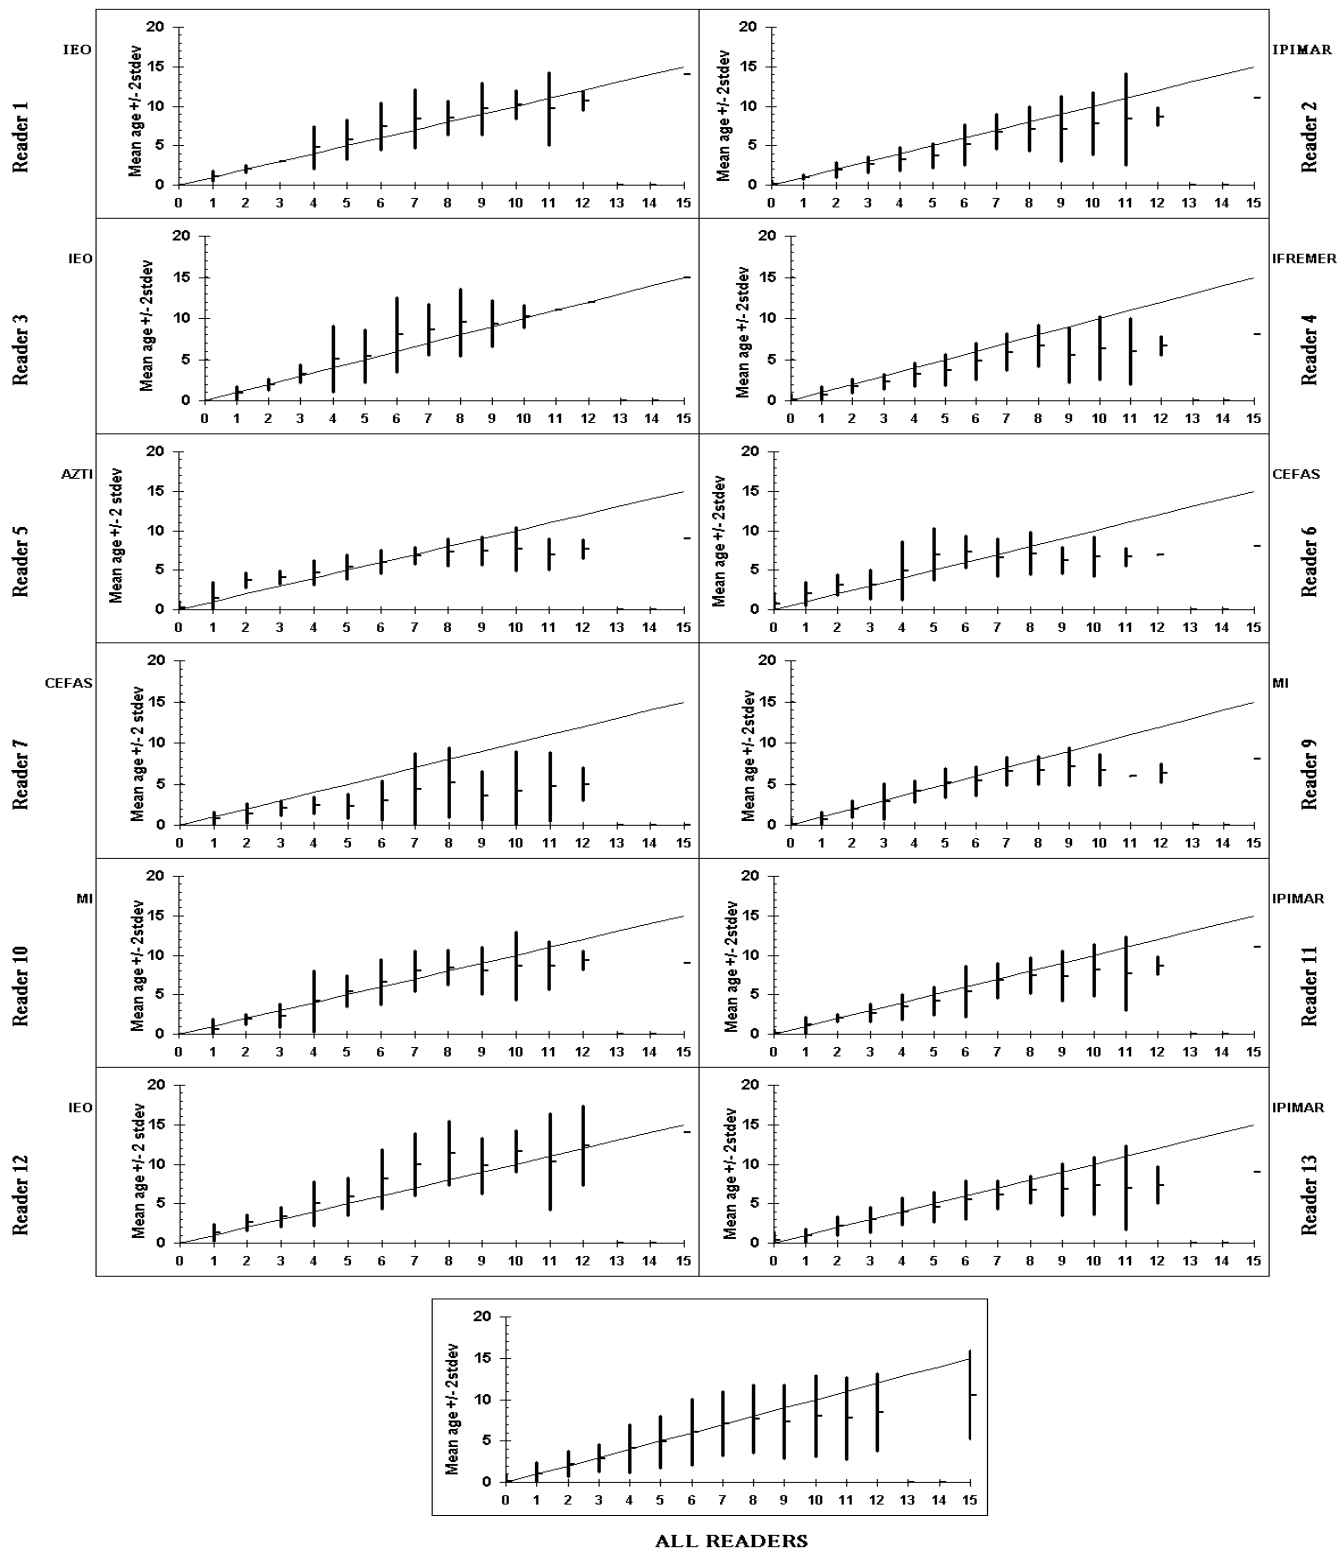 IEO
Reader 1
Mean age +/- 2stdev
20
15
10
5
0
0 1 2 3 4 5 6 7 8 9 10 11 12 13 14 15
IPIMAR
Reader 2
Mean age +/- 2stdev
20
15
10
5
0
0 1 2 3 4 5 6 7 8 9 10 11 12 13 14 15
IEO
Reader 3
Mean age +/- 2stdev
20
15
10
5
0
0 1 2 3 4 5 6 7 8 9 10 11 12 13 14 15
IFREMER
Reader 4
Mean age +/- 2stdev
20
15
10
5
0
0 1 2 3 4 5 6 7 8 9 10 11 12 13 14 15
AZTI
Reader 5
Mean age +/- 2 stdev
20
15
10
5
0
0 1 2 3 4 5 6 7 8 9 10 11 12 13 14 15
CEFAS
Reader 6
Mean age +/- 2stdev
20
15
10
5
0
0 1 2 3 4 5 6 7 8 9 10 11 12 13 14 15
CEFAS
Reader 7
Mean age +/- 2 stdev
20
15
10
5
0
0 1 2 3 4 5 6 7 8 9 10 11 12 13 14 15
MI
Reader 9
Mean age +/- 2stdev
20
15
10
5
0
0 1 2 3 4 5 6 7 8 9 10 11 12 13 14 15
MI
Reader 10
Mean age +/- 2stdev
20
15
10
5
0
0 1 2 3 4 5 6 7 8 9 10 11 12 13 14 15
IPIMAR
Reader 11
Mean age +/- 2stdev
20
15
10
5
0
0 1 2 3 4 5 6 7 8 9 10 11 12 13 14 15
IEO
Reader 12
Mean age +/- 2 stdev
20
15
10
5
0
0 1 2 3 4 5 6 7 8 9 10 11 12 13 14 15
IPIMAR
Reader 13
Mean age +/- 2stdev
20
15
10
5
0
0 1 2 3 4 5 6 7 8 9 10 11 12 13 14 15
Mean age +/- 2stdev
20
15
10
5
0
0 1 2 3 4 5 6 7 8 9 10 11 12 13 14 15
ALL READERS